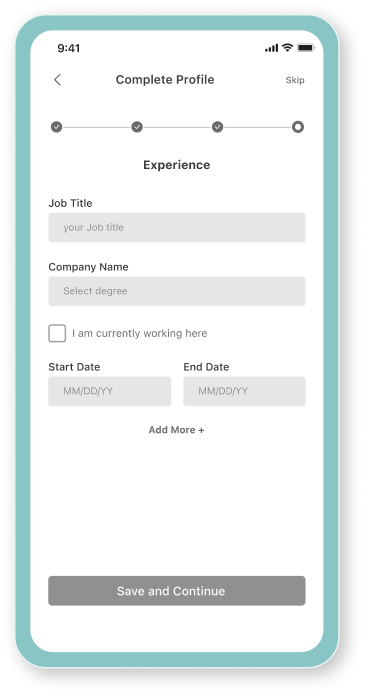 9:41
Complete Profile
Skip
Experience
Job Title
your Job title
Company Name
Select degree
I am currently working here
Start Date End Date
MM/DD/YY MM/DD/YY
Add More +
Save and Continue